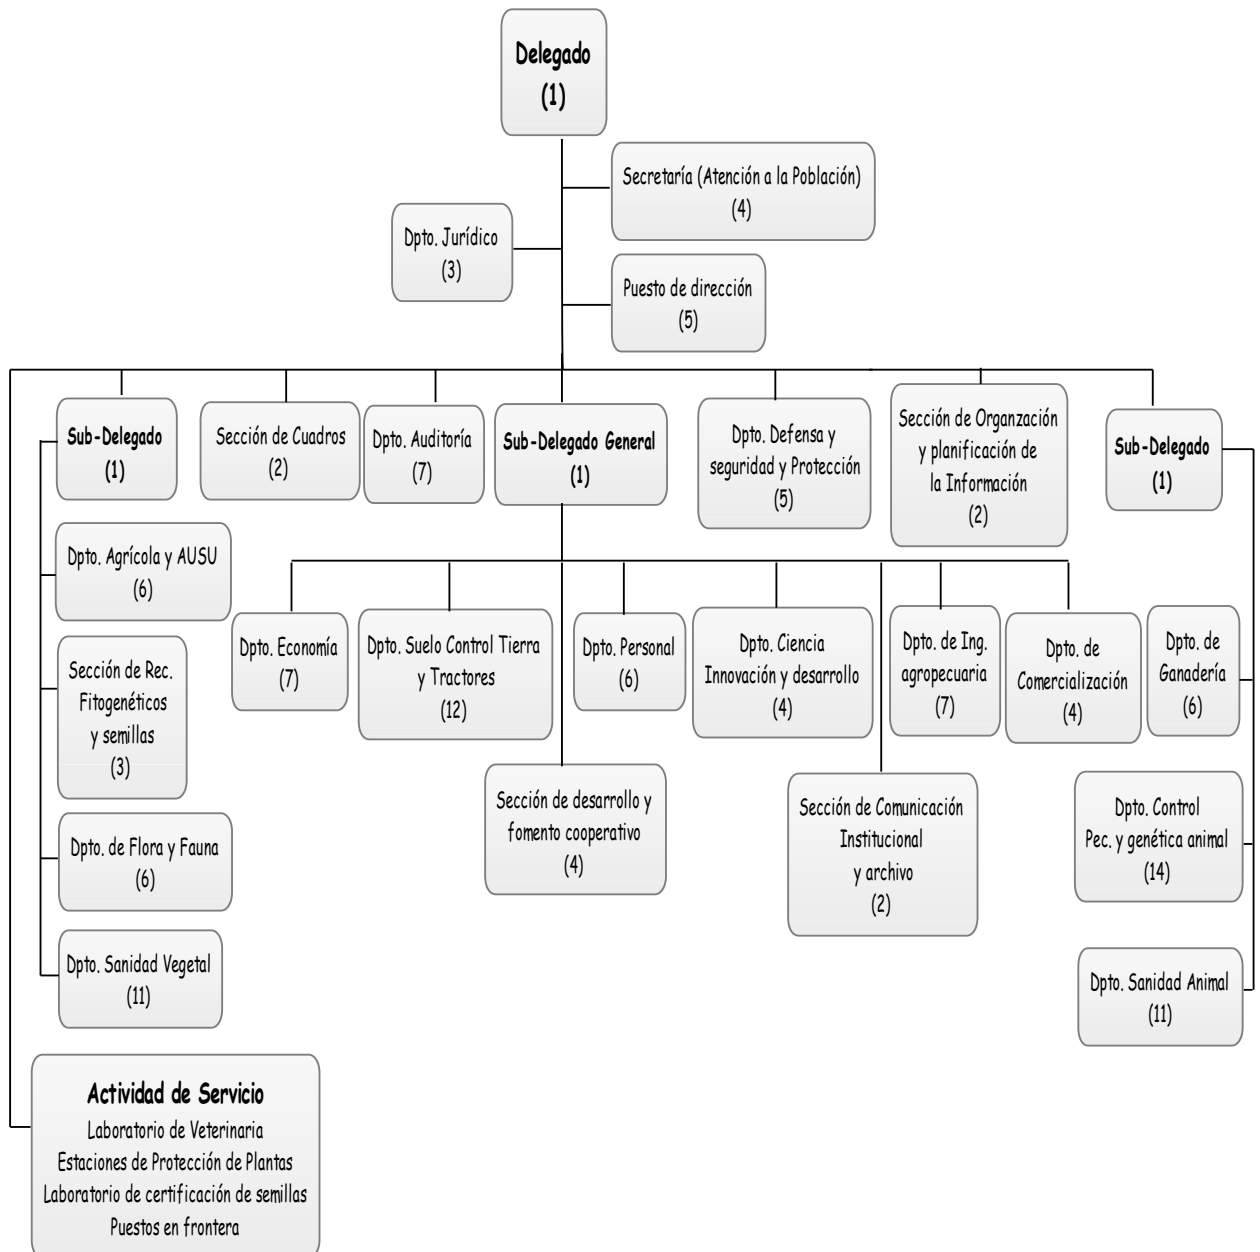 Delegado
(1)
Secretaría (Atención a la Población)
(4)
Dpto. Jurídico
(3)
Puesto de dirección
(5)
Sub-Delegado
(1)
Sección de Cuadros
(2)
Dpto. Auditoría
(7)
Sub-Delegado General
(1)
Dpto. Defensa y
seguridad y Protección
(5)
Sección de Organzación
y planificación de
la Información
(2)
Sub-Delegado
(1)
Dpto. Agrícola y AUSU
(6)
Sección de Rec.
Fitogenéticos
y semillas
(3)
Dpto. de Flora y Fauna
(6)
Dpto. Sanidad Vegetal
(11)
Dpto. Economía
(7)
Dpto. Suelo Control Tierra
y Tractores
(12)
Dpto. Personal
(6)
Dpto. Ciencia
Innovación y desarrollo
(4)
Dpto. de Ing.
agropecuaria
(7)
Dpto. de
Comercialización
(4)
Dpto. de
Ganadería
(6)
Sección de desarrollo y
fomento cooperativo
(4)
Sección de Comunicación
Institucional
y archivo
(2)
Dpto. Control
Pec. y genética animal
(14)
Dpto. Sanidad Animal
(11)
Actividad de Servicio
Laboratorio de Veterinaria
Estaciones de Protección de Plantas
Laboratorio de certificación de semillas
Puestos en frontera